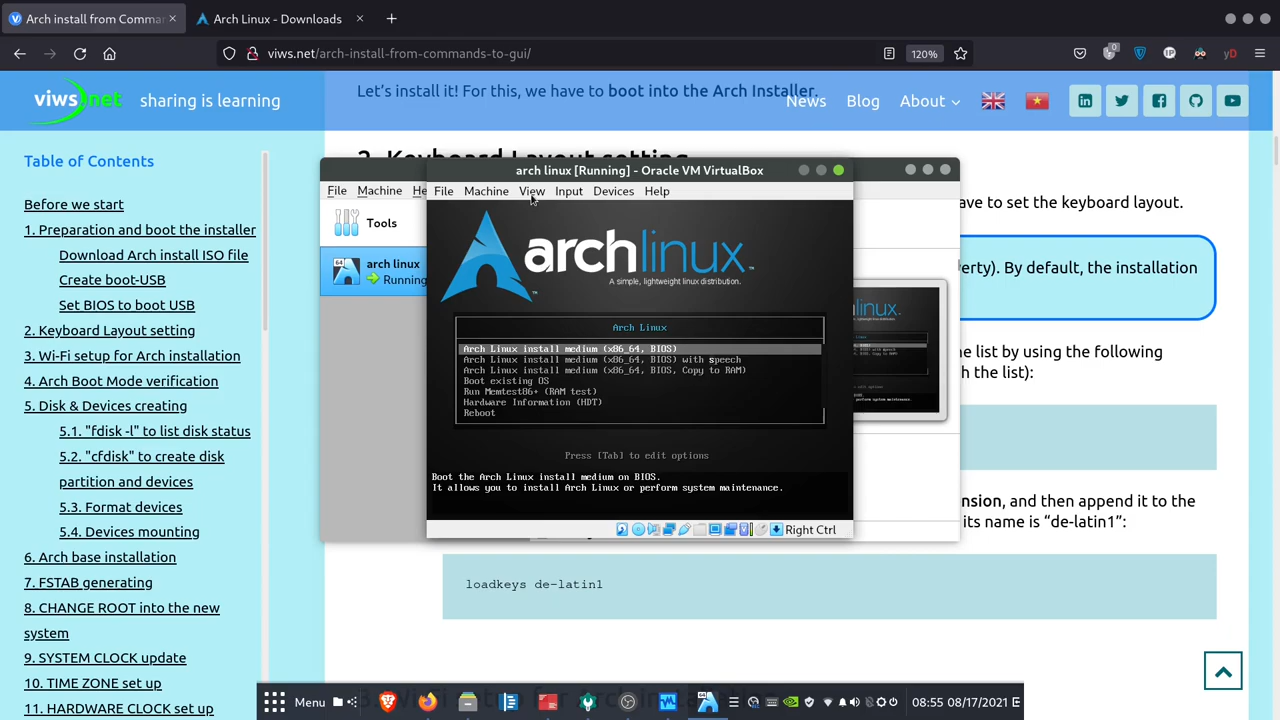 Arch install from Comma
Arch Linux - Downloads
viws.net/arch-install-from-commands-to-gui/
120%
0
IP
yD
viws.net
sharing is learning
Let's install it! For this, we have to boot into the Arch Installer.
News
Blog
About
Table of Contents
Before we start
1. Preparation and boot the installer
Download Arch install ISO file
Create boot-USB
Set BIOS to boot USB
2. Keyboard Layout setting
3. Wi-Fi setup for Arch installation
4. Arch Boot Mode verification
5. Disk & Devices creating
5.1. "fdisk -l" to list disk status
5.2. "cfdisk" to create disk
partition and devices
5.3. Format devices
5.4. Devices mounting
6. Arch base installation
7. FSTAB generating
8. CHANGE ROOT into the new
system
9. SYSTEM CLOCK update
10. TIME ZONE set up
11. HARDWARE CLOCK set up
2. Keyboard Layout setting
ave to set the keyboard layout.
erty). By default, the installation
he list by using the following
h the list):
nsion, and then append it to the
its name is "de-latin1":
loadkeys de-latin1
File Machine He
Tools
64
arch linux
Running
arch linux [Running] - Oracle VM VirtualBox
File Machine View Input Devices Help
archlinux™
A simple, lightweight linux distribution.
Arch Linux
Arch Linux install medium (x86_64, BIOS)
Arch Linux install medium (x86_64, BIOS) with speech
Arch Linux install medium (x86_64, BIOS, Copy to RAM)
Boot existing OS
Run Memtest86+ (RAM test)
Hardware Information (HDT)
Reboot
Press [Tab] to edit options
Boot the Arch Linux install medium on BIOS.
It allows you to install Arch Linux or perform system maintenance.
Right Ctrl
Menu
08:55 08/17/2021